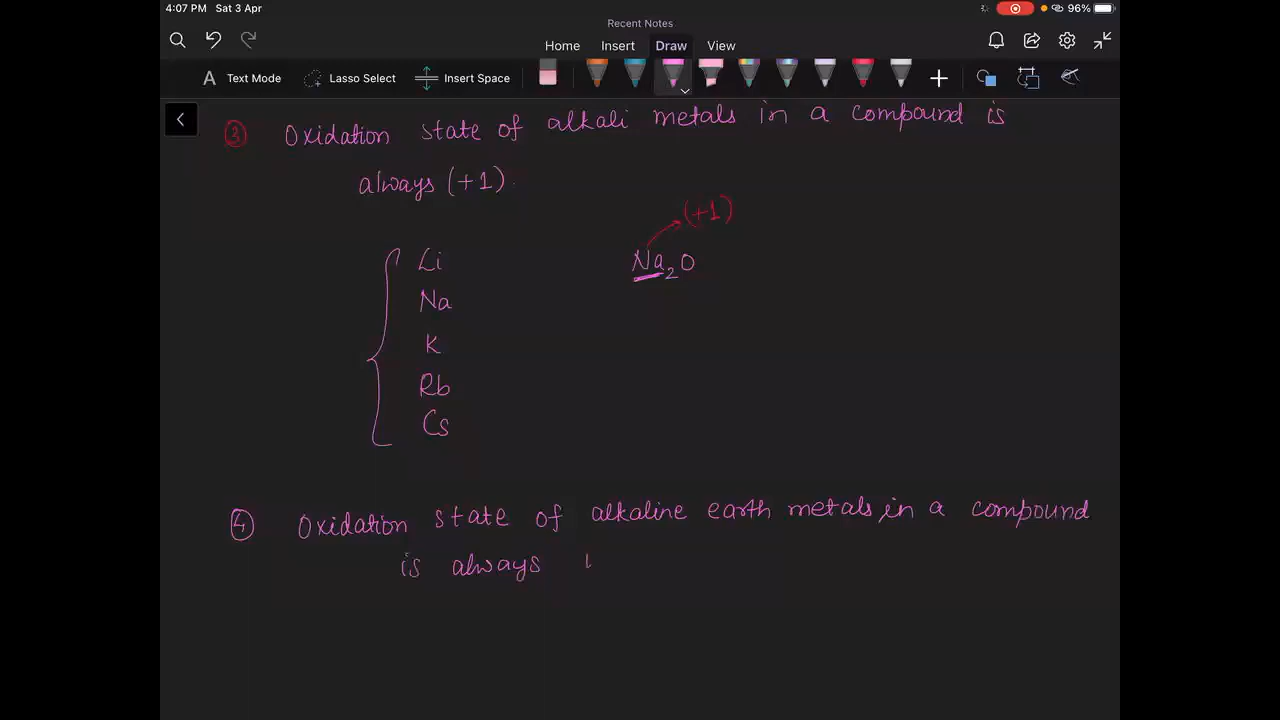 4:07 PM Sat 3 Apr 96%
Recent Notes
Home Insert Draw View
A Text Mode Lasso Select Insert Space
3 Oxidation state of alkali metals in a compound is
always (+1).
(+1)
Li Na2O
Na
K
Rb
Cs
4 Oxidation state of alkaline earth metals, in a compound
is always